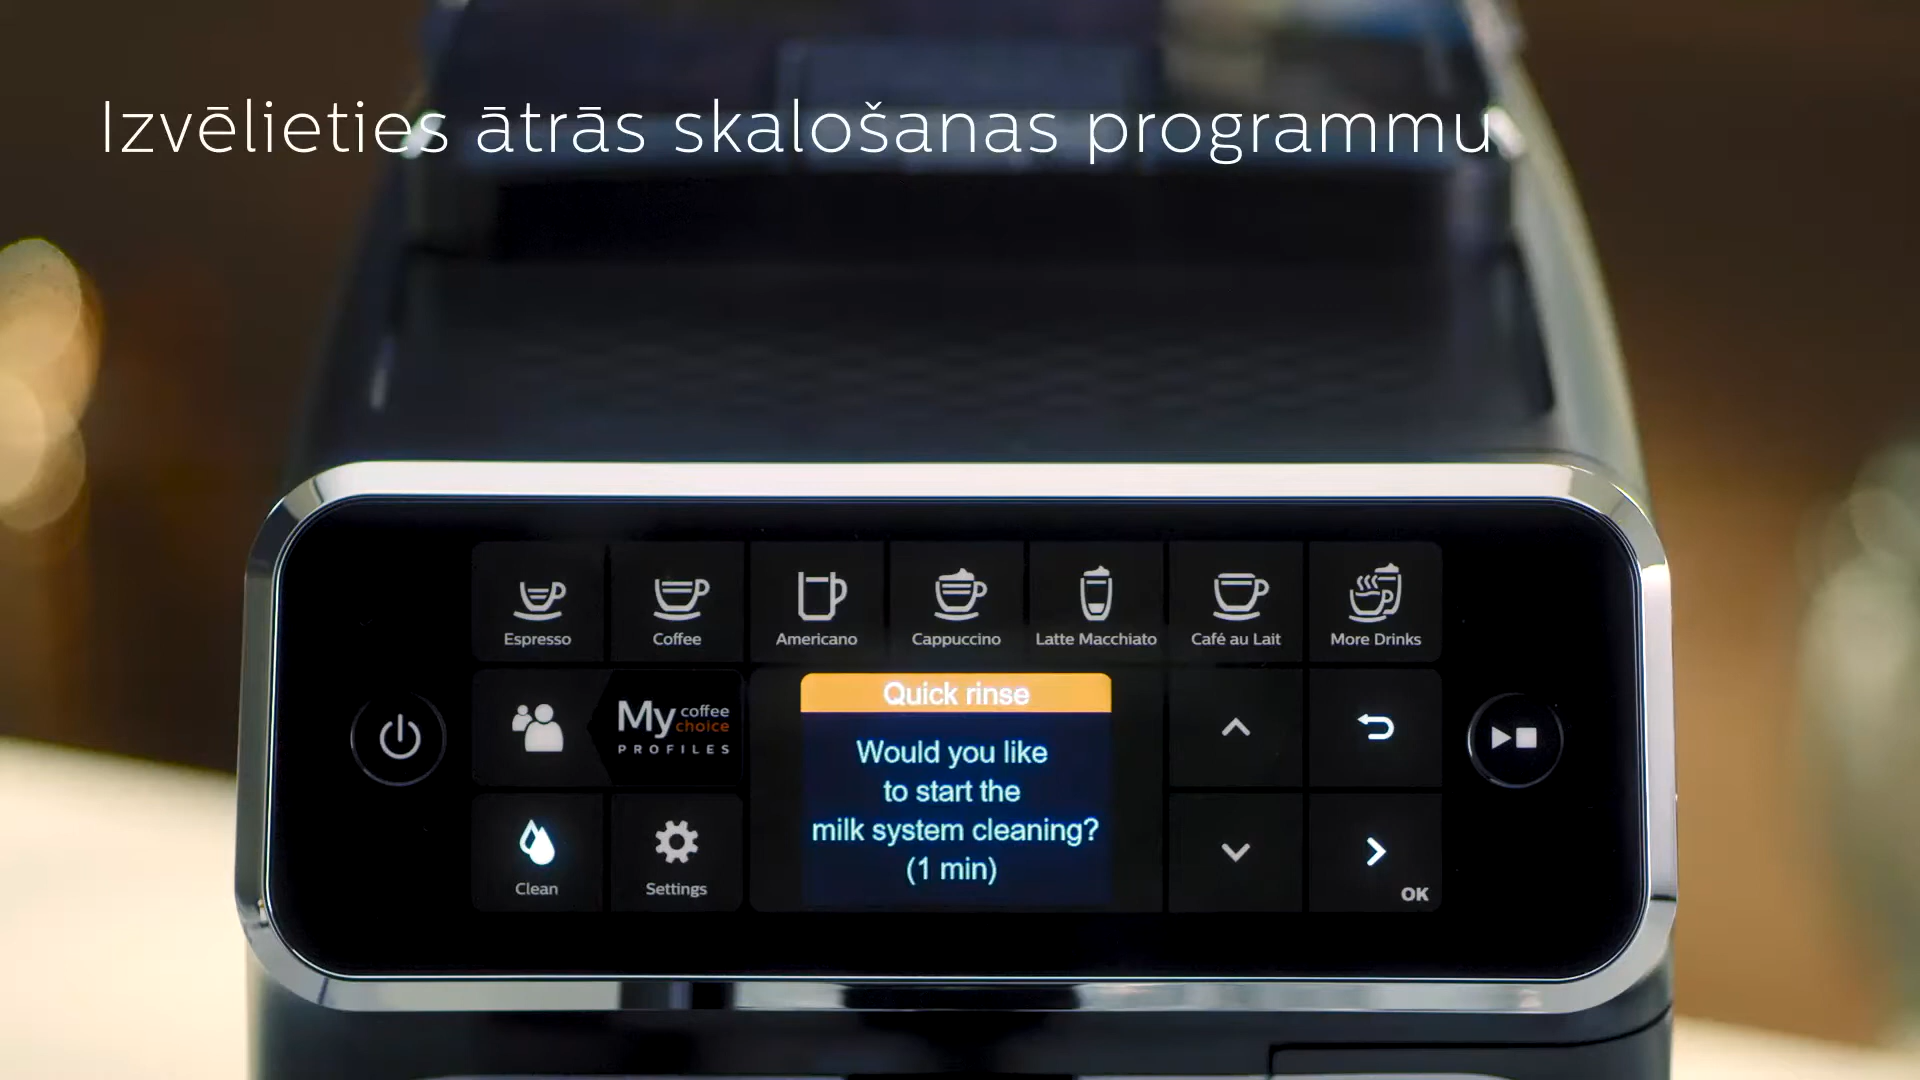 Izvēlieties ātrās skalošanas programmu
Espresso
Coffee
Americano
Cappuccino
Latte Macchiato
Café au Lait
More Drinks
My coffee choice
PROFILES
Quick rinse
Would you like
to start the
milk system cleaning?
(1 min)
Clean
Settings
OK